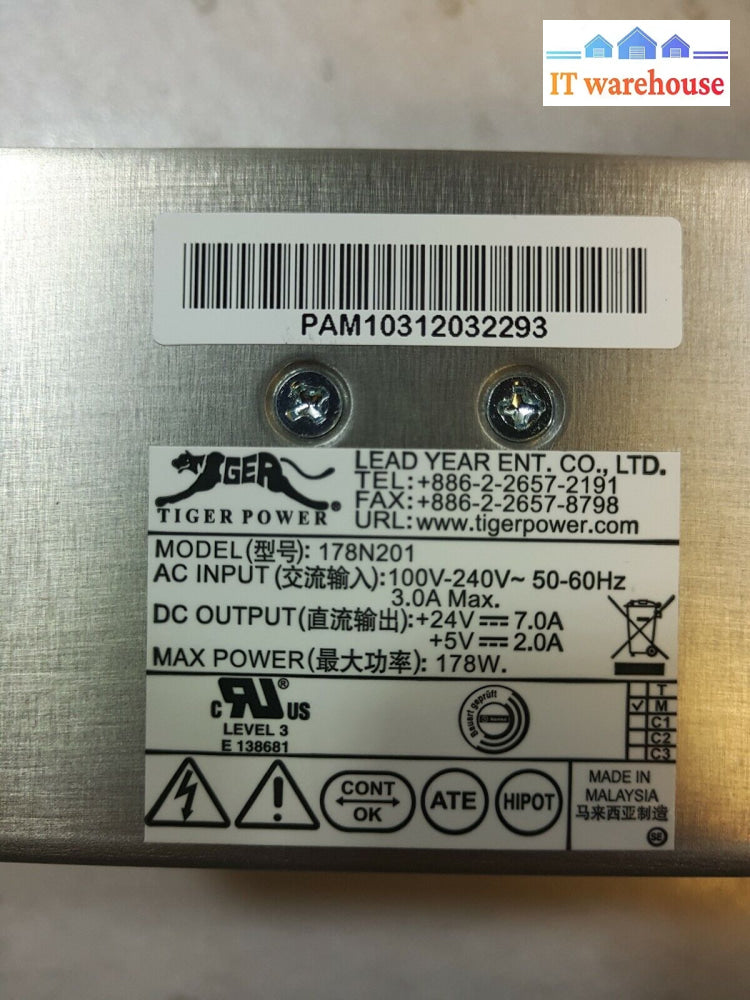 IT warehouse
PAM10312032293
TIGER
TIGER POWER®
LEAD YEAR ENT. CO., LTD.
TEL:+886-2-2657-2191
FAX:+886-2-2657-8798
URL:www.tigerpower.com
MODEL(型号): 178N201
AC INPUT (交流输入):100V-240V~ 50-60Hz
3.0A Max.
DC OUTPUT(直流输出):+24V⎓7.0A
+5V⎓2.0A
MAX POWER(最大功率): 178W.
c RU® US
LEVEL 3
E 138681
Bauart geprüft
T
✓ M
C1
C2
C3
CONT
OK
ATE
HIPOT
MADE IN
MALAYSIA
马来西亚制造
SE